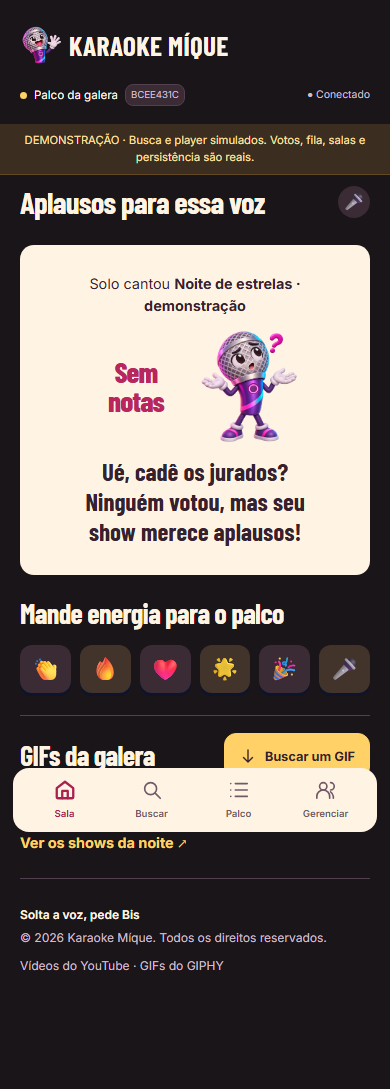 KARAOKE MÍQUE
Palco da galera BCEE431C
Conectado
DEMONSTRAÇÃO · Busca e player simulados. Votos, fila, salas e
persistência são reais.
Aplausos para essa voz
Solo cantou Noite de estrelas ·
demonstração
Sem
notas
Ué, cadê os jurados?
Ninguém votou, mas seu
show merece aplausos!
Mande energia para o palco
GIFs da galera
↓ Buscar um GIF
Sala
Buscar
Palco
Gerenciar
Ver os shows da noite ↗
Solta a voz, pede Bis
© 2026 Karaoke Míque. Todos os direitos reservados.
Vídeos do YouTube · GIFs do GIPHY